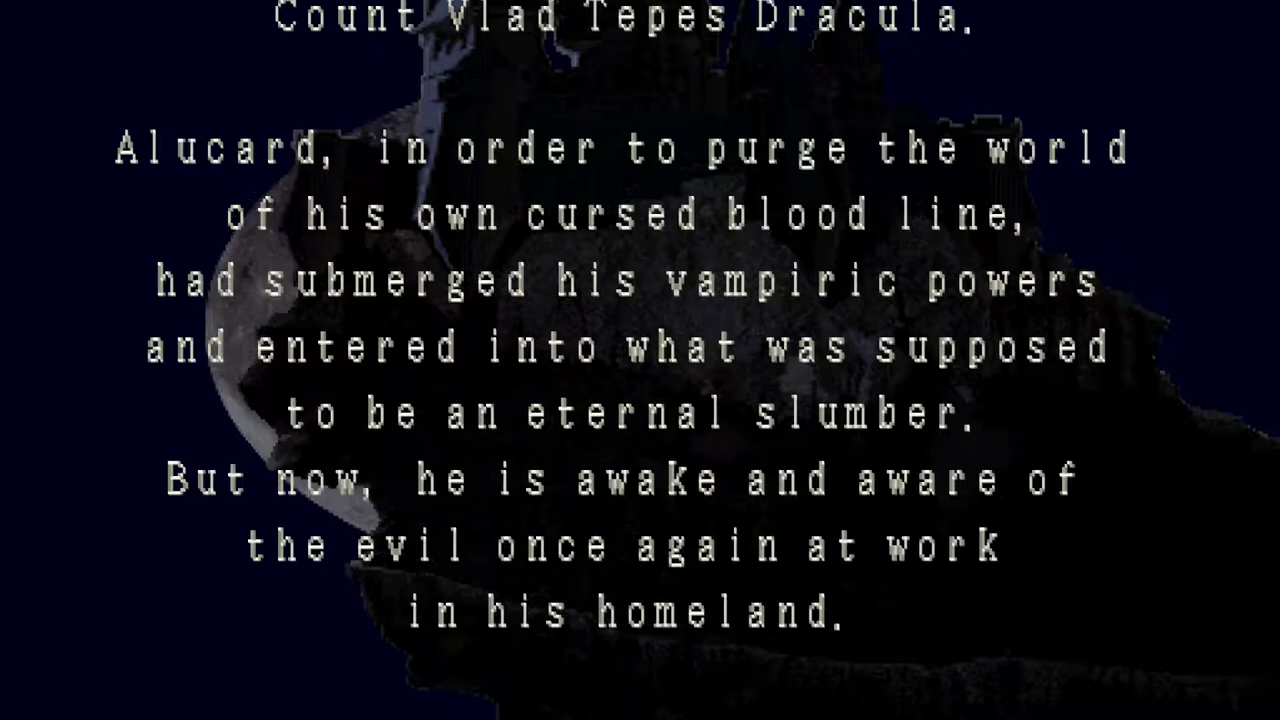 Count Vlad Tepes Dracula.
Alucard, in order to purge the world
of his own cursed blood line,
had submerged his vampiric powers
and entered into what was supposed
to be an eternal slumber.
But now, he is awake and aware of
the evil once again at work
in his homeland.